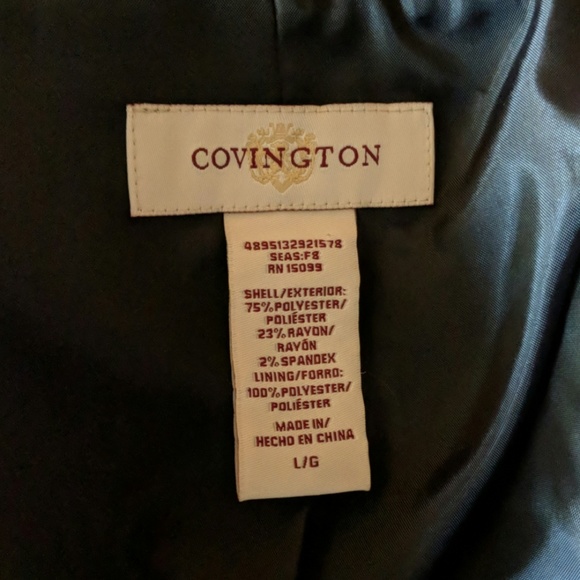 COVINGTON
4895132921578
SEAS:F8
RN 15099
SHELL/EXTERIOR:
75%POLYESTER/
POLIÉSTER
23%RAYON/
RAYÓN
2%SPANDEX
LINING/FORRO:
100%POLYESTER/
POLIÉSTER
MADE IN/
HECHO EN CHINA
L/G